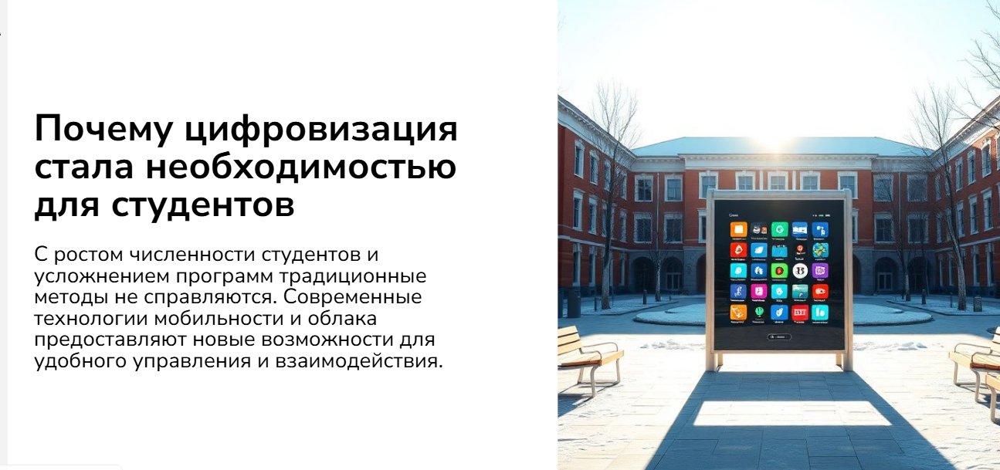 Почему цифровизация
стала необходимостью
для студентов
С ростом численности студентов и
усложнением программ традиционные
методы не справляются. Современные
технологии мобильности и облака
предоставляют новые возможности для
удобного управления и взаимодействия.